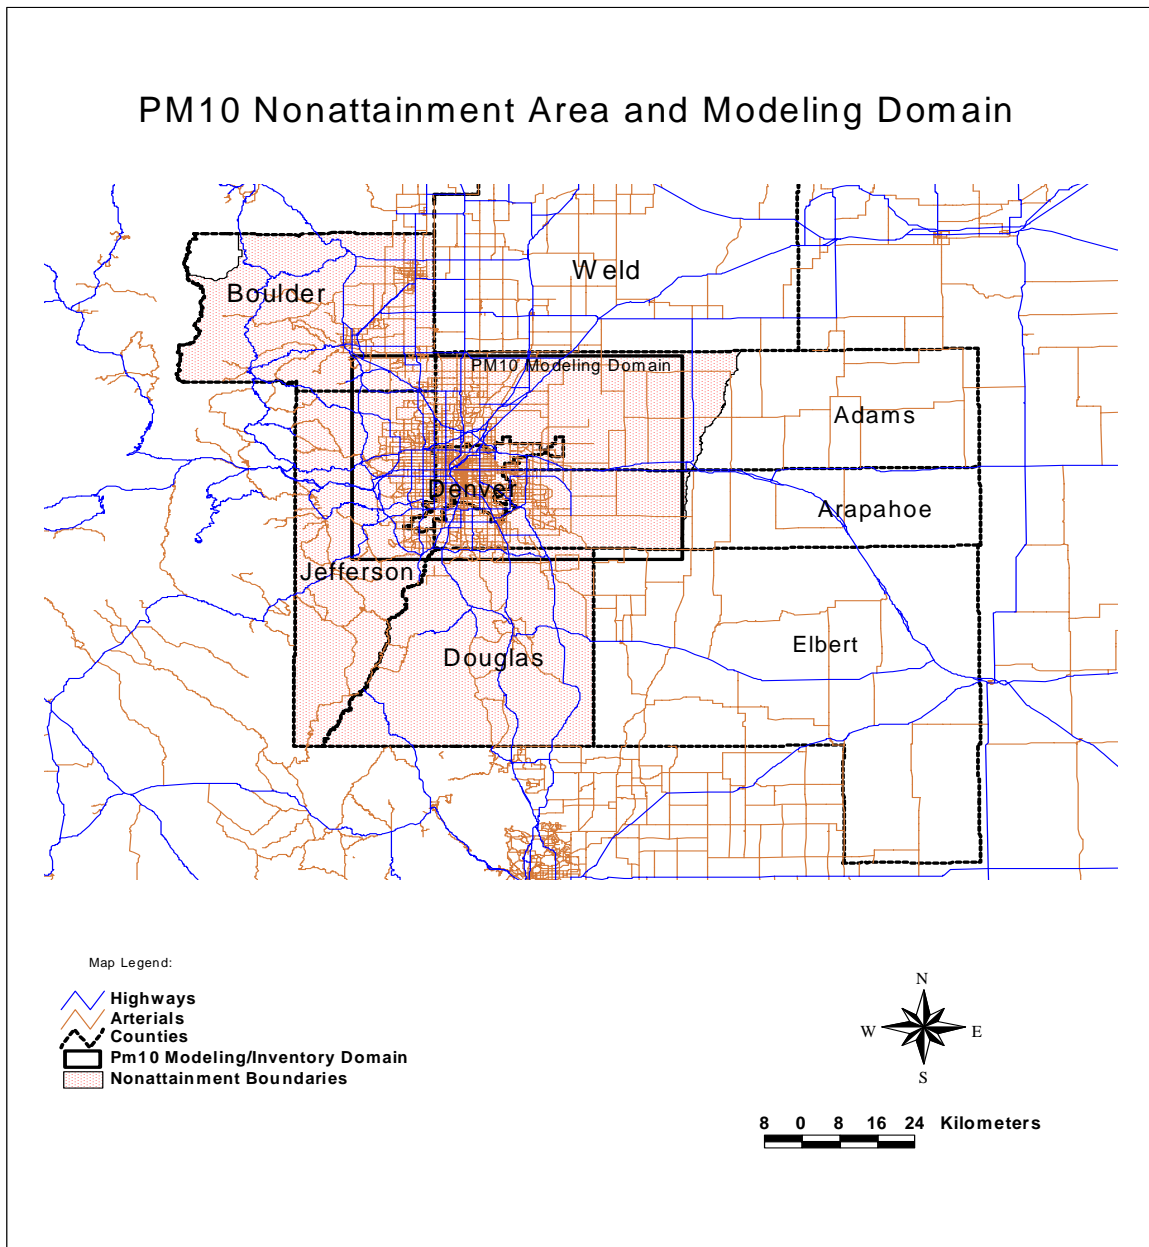 PM10 Nonattainment Area and Modeling Domain
Weld
Boulder
PM10 Modeling Domain
Adams
Denver
Arapahoe
Jefferson
Elbert
Douglas
Map Legend:
Highways
Arterials
Counties
Pm10 Modeling/Inventory Domain
Nonattainment Boundaries
N
W E
S
8 0 8 16 24 Kilometers